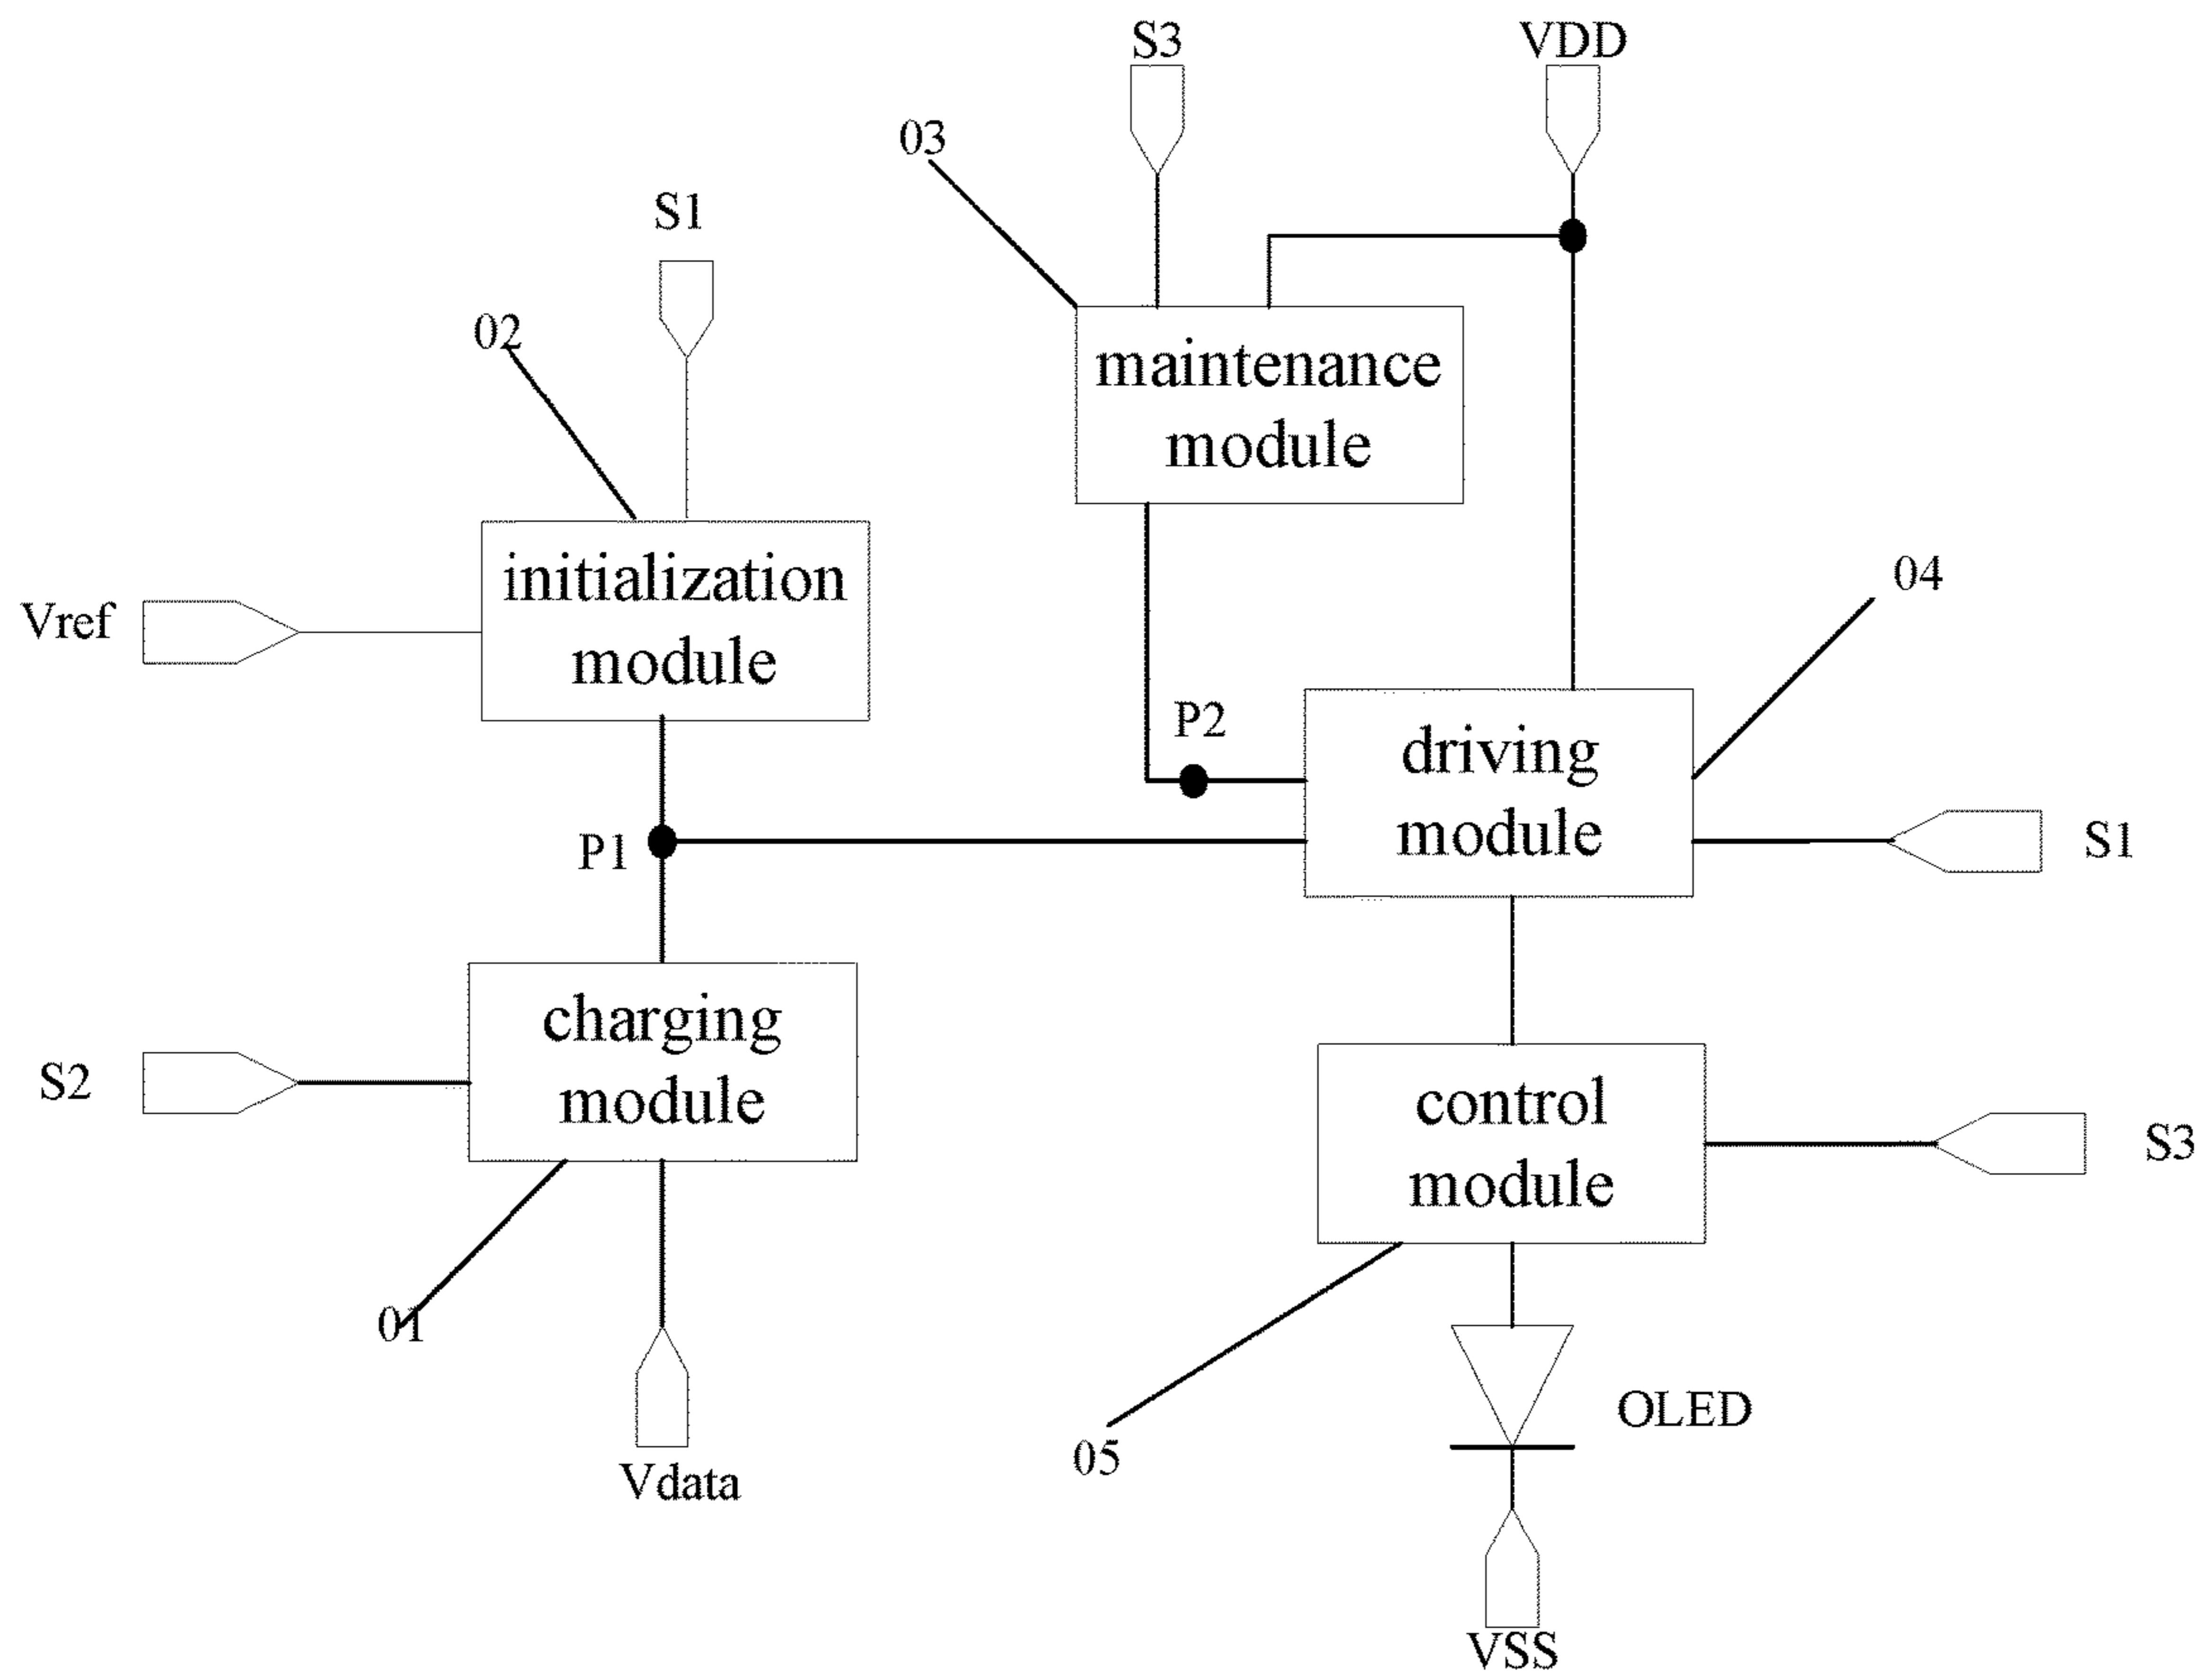 S3
VDD
03
S1
02
maintenance
module
initialization
module
Vref
04
P2
driving
module
P1
S1
charging
module
S2
control
module
S3
01
OLED
05
Vdata
VSS